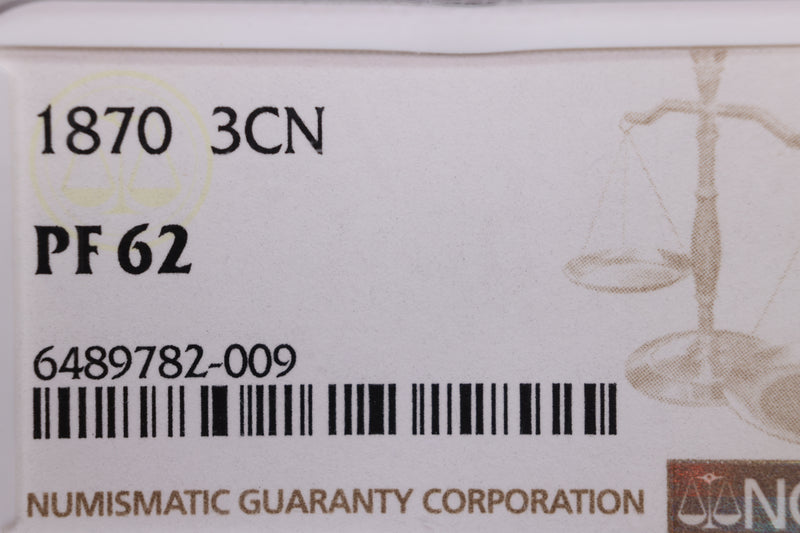 1870 3CN
PF 62
6489782-009
NUMISMATIC GUARANTY CORPORATION